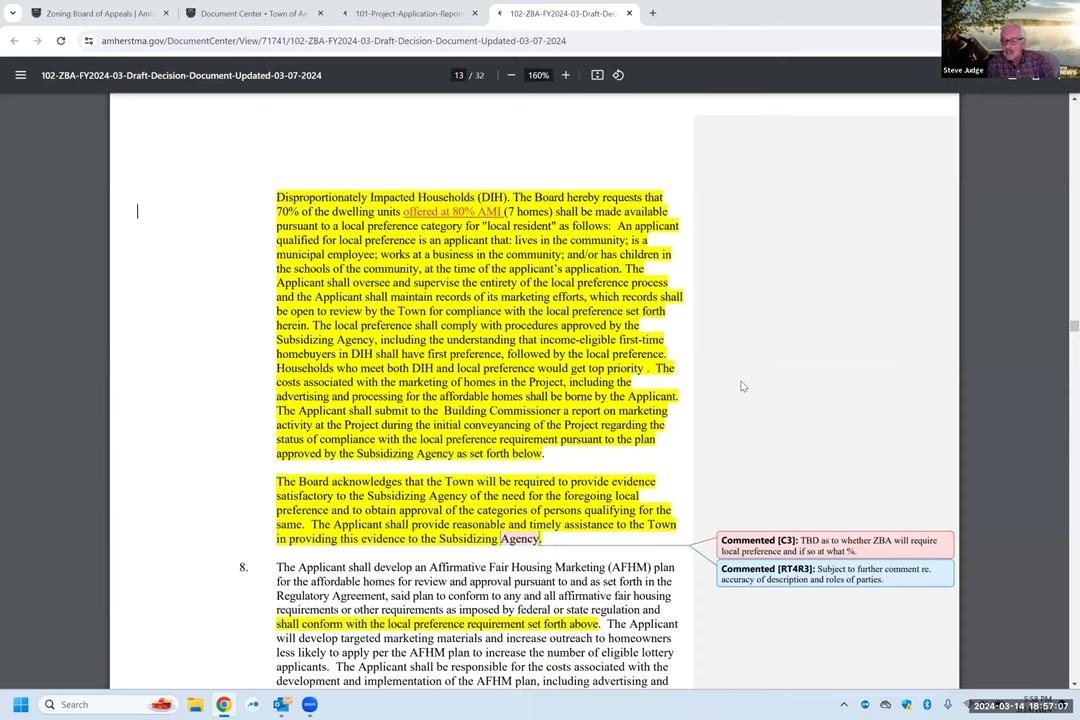 Zoning Board of Appeals | Amh
Document Center • Town of Am
101-Project-Application-Repor
102-ZBA-FY2024-03-Draft-Dec
amherstma.gov/DocumentCenter/View/71741/102-ZBA-FY2024-03-Draft-Decision-Document-Updated-03-07-2024
102-ZBA-FY2024-03-Draft-Decision-Document-Updated-03-07-2024
13 / 32
160%
Steve Judge
Disproportionately Impacted Households (DIH). The Board hereby requests that
70% of the dwelling units offered at 80% AMI (7 homes) shall be made available
pursuant to a local preference category for "local resident" as follows: An applicant
qualified for local preference is an applicant that: lives in the community; is a
municipal employee; works at a business in the community; and/or has children in
the schools of the community, at the time of the applicant's application. The
Applicant shall oversee and supervise the entirety of the local preference process
and the Applicant shall maintain records of its marketing efforts, which records shall
be open to review by the Town for compliance with the local preference set forth
herein. The local preference shall comply with procedures approved by the
Subsidizing Agency, including the understanding that income-eligible first-time
homebuyers in DIH shall have first preference, followed by the local preference.
Households who meet both DIH and local preference would get top priority . The
costs associated with the marketing of homes in the Project, including the
advertising and processing for the affordable homes shall be borne by the Applicant.
The Applicant shall submit to the Building Commissioner a report on marketing
activity at the Project during the initial conveyancing of the Project regarding the
status of compliance with the local preference requirement pursuant to the plan
approved by the Subsidizing Agency as set forth below.
The Board acknowledges that the Town will be required to provide evidence
satisfactory to the Subsidizing Agency of the need for the foregoing local
preference and to obtain approval of the categories of persons qualifying for the
same. The Applicant shall provide reasonable and timely assistance to the Town
in providing this evidence to the Subsidizing Agency.
Commented [C3]: TBD as to whether ZBA will require
local preference and if so at what %.
Commented [RT4R3]: Subject to further comment re.
accuracy of description and roles of parties.
8. The Applicant shall develop an Affirmative Fair Housing Marketing (AFHM) plan
for the affordable homes for review and approval pursuant to and as set forth in the
Regulatory Agreement, said plan to conform to any and all affirmative fair housing
requirements or other requirements as imposed by federal or state regulation and
shall conform with the local preference requirement set forth above. The Applicant
will develop targeted marketing materials and increase outreach to homeowners
less likely to apply per the AFHM plan to increase the number of eligible lottery
applicants. The Applicant shall be responsible for the costs associated with the
development and implementation of the AFHM plan, including advertising and
Search
2024-03-14 18:57:07